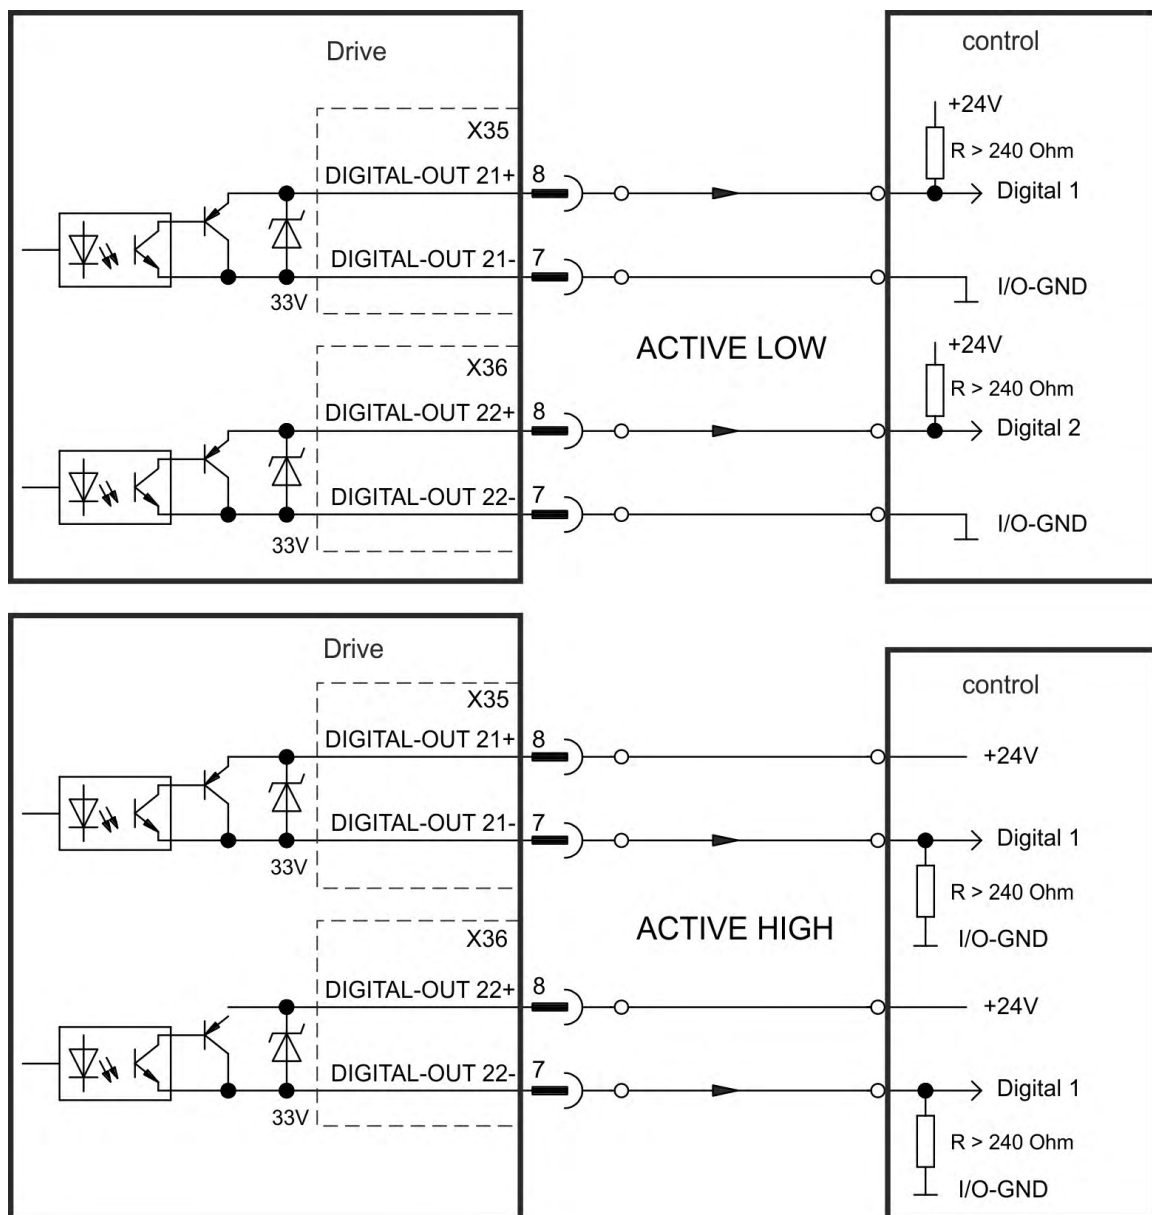 Drive
control
+24V
X35
R > 240 Ohm
DIGITAL-OUT 21+
8
Digital 1
DIGITAL-OUT 21-
7
I/O-GND
33V
ACTIVE LOW
+24V
X36
R > 240 Ohm
DIGITAL-OUT 22+
8
Digital 2
DIGITAL-OUT 22-
7
I/O-GND
33V
Drive
control
X35
DIGITAL-OUT 21+
8
+24V
DIGITAL-OUT 21-
7
Digital 1
33V
R > 240 Ohm
ACTIVE HIGH
I/O-GND
X36
DIGITAL-OUT 22+
8
+24V
DIGITAL-OUT 22-
7
Digital 1
33V
R > 240 Ohm
I/O-GND